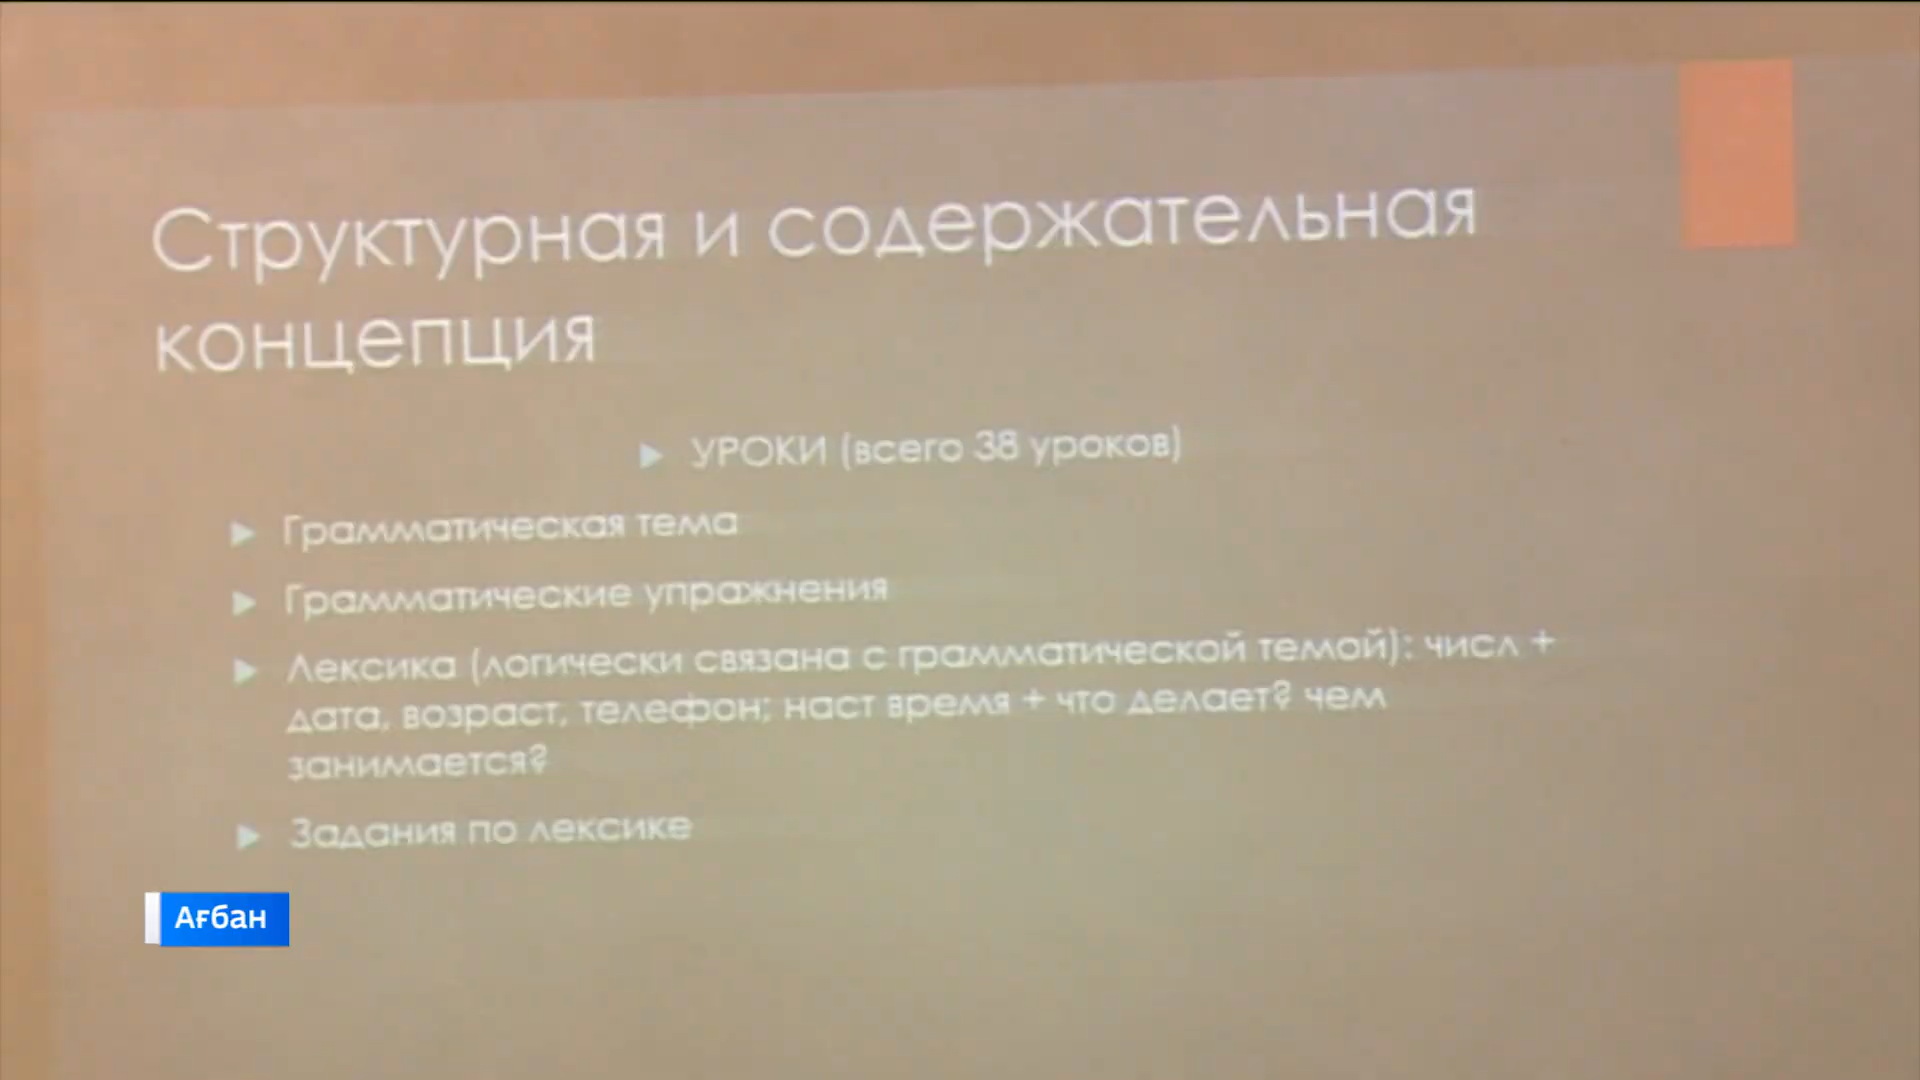 Структурная и содержательная
концепция
УРОКИ (всего 38 уроков)
Грамматическая тема
Грамматические упражнения
Лексика (логически связана с грамматической темой): числ +
дата, возраст, телефон; наст время + что делает? чем
занимается?
Задания по лексике
Ағбан